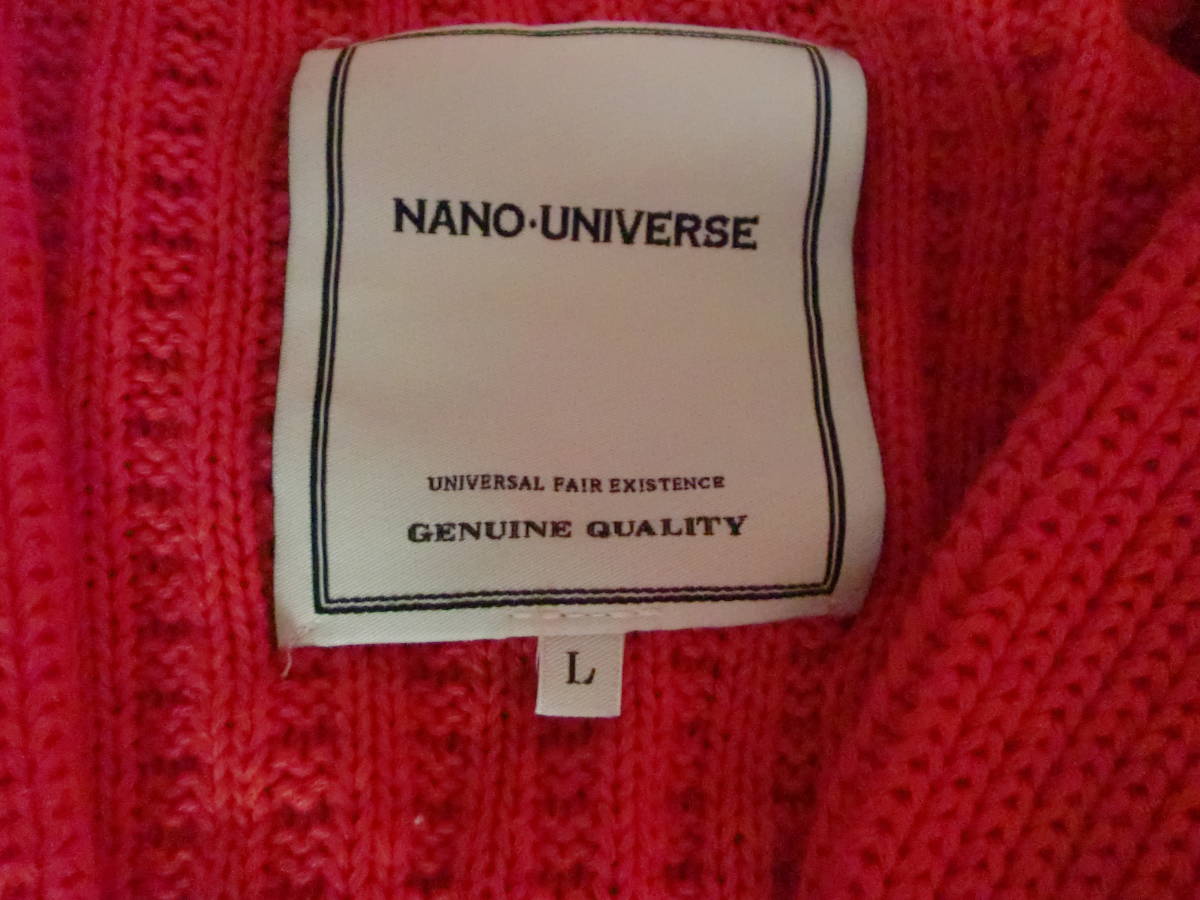 NANO·UNIVERSE
UNIVERSAL FAIR EXISTENCE
GENUINE QUALITY
L